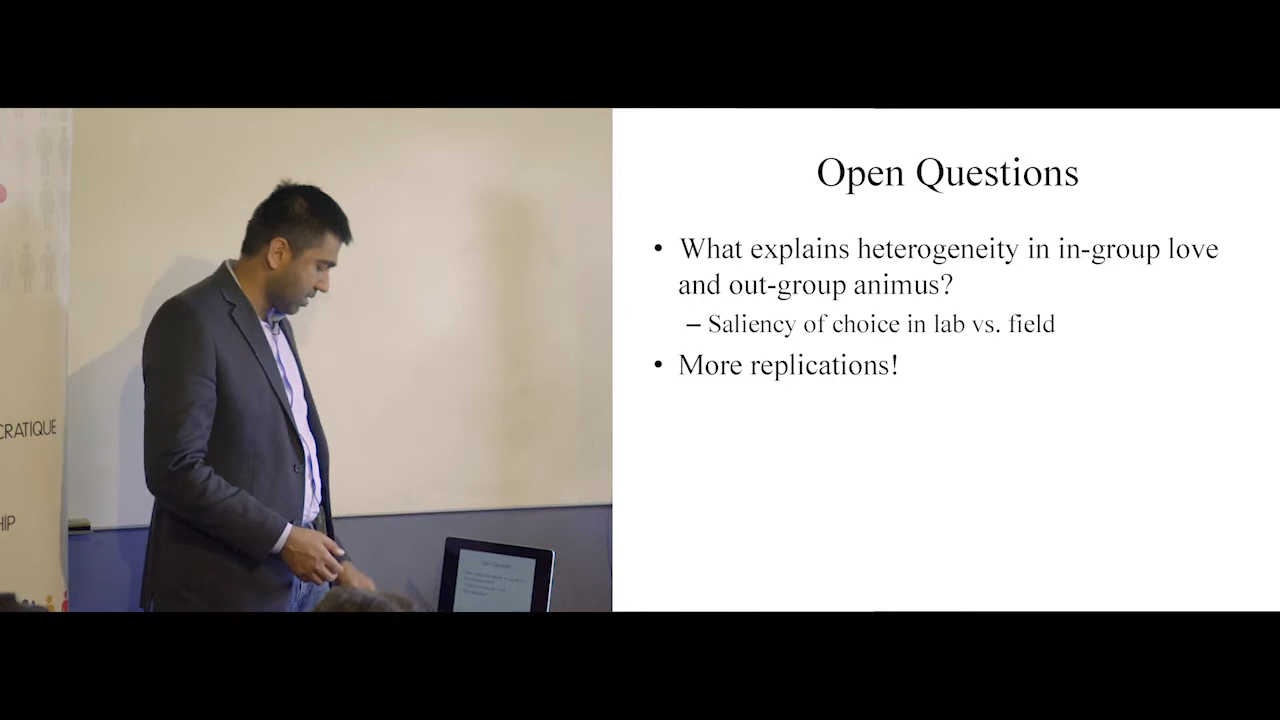 CRATIQUE
HIP
Open Questions
• What explains heterogeneity in in-group love
and out-group animus?
– Saliency of choice in lab vs. field
• More replications!